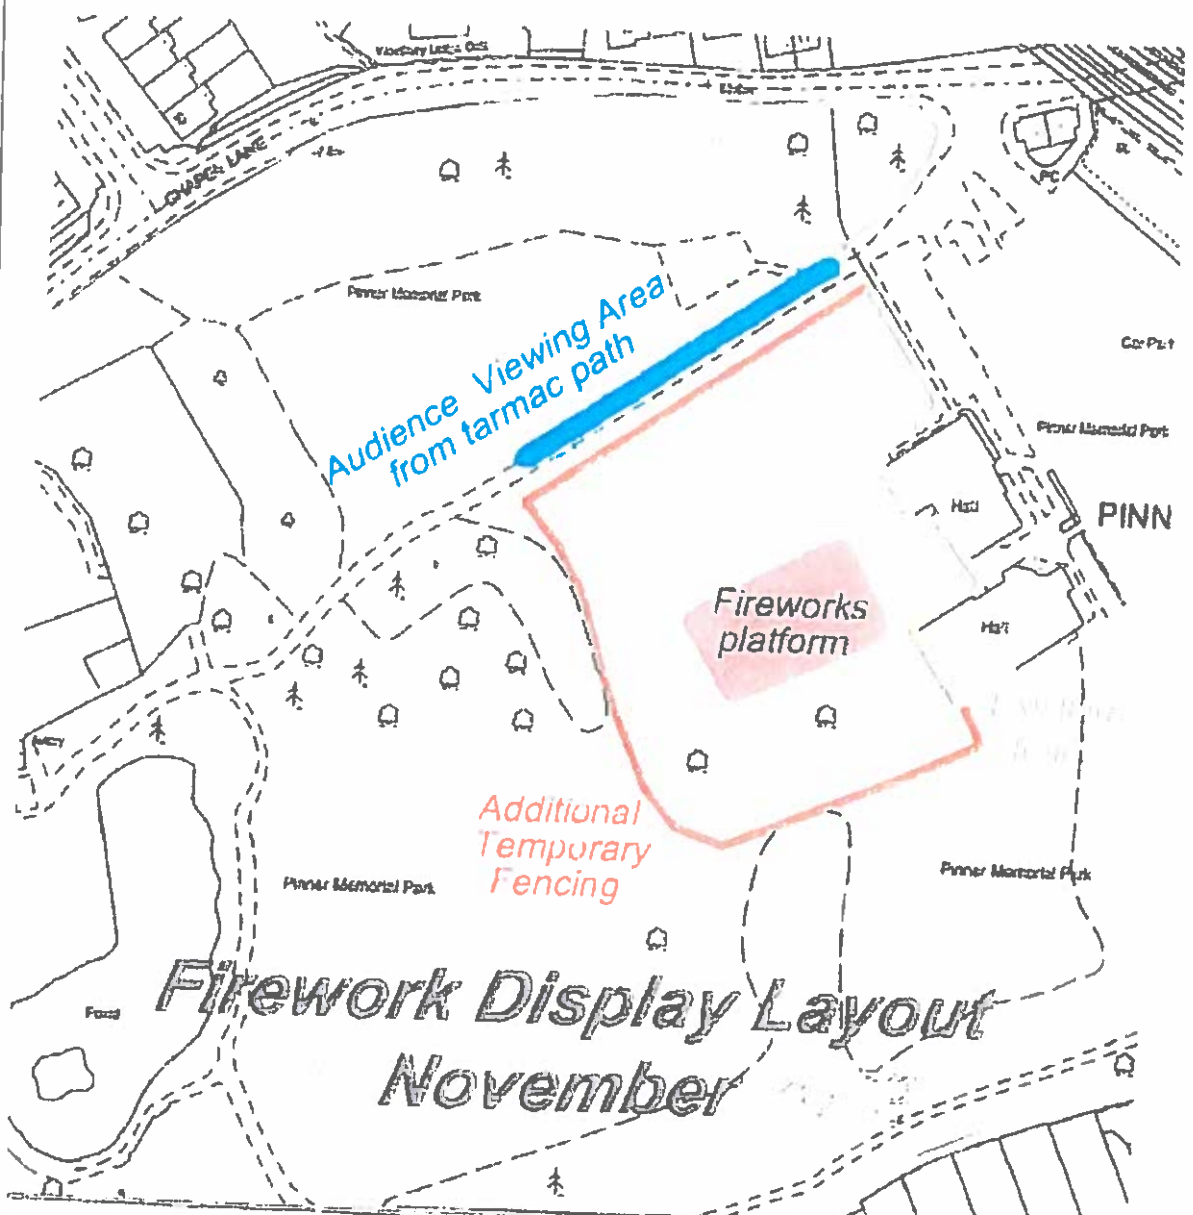 CHAPEL LANE
PC
Pinner Memorial Park
Car Park
Audience Viewing Area
from tarmac path
Pinner Memorial Park
Hall
PINN
Fireworks
platform
Hall
Additional
Temporary
Fencing
Pinner Memorial Park
Pinner Memorial Park
Pond
Firework Display Layout
November